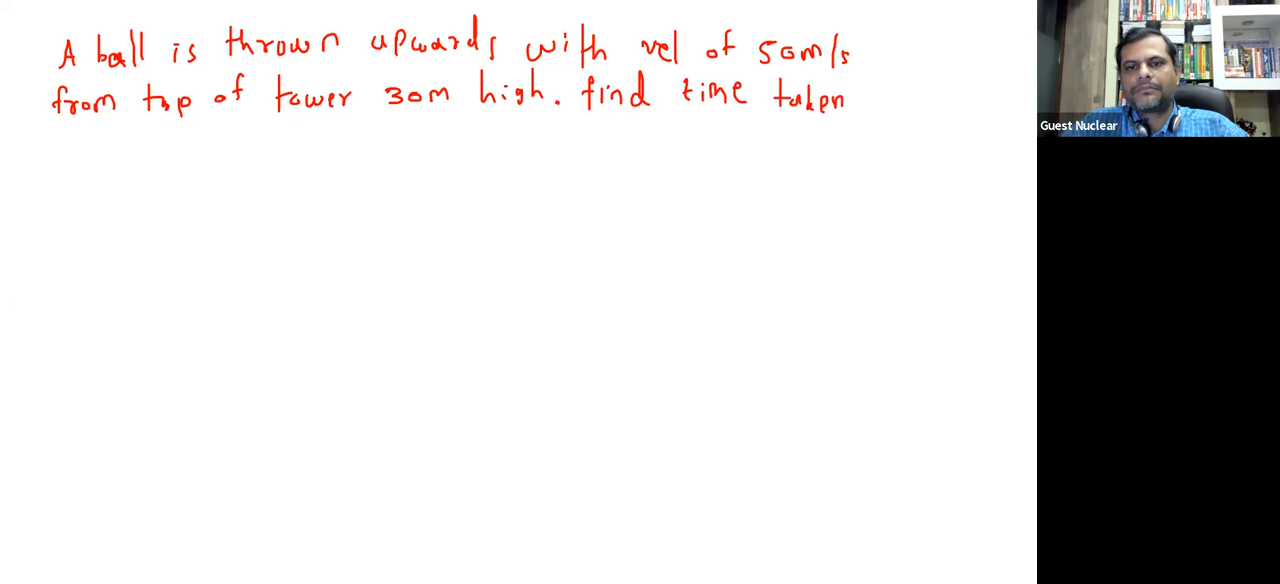 A ball is thrown upwards with vel of 50m/s
from top of tower 30m high. find time taken
Guest Nuclear